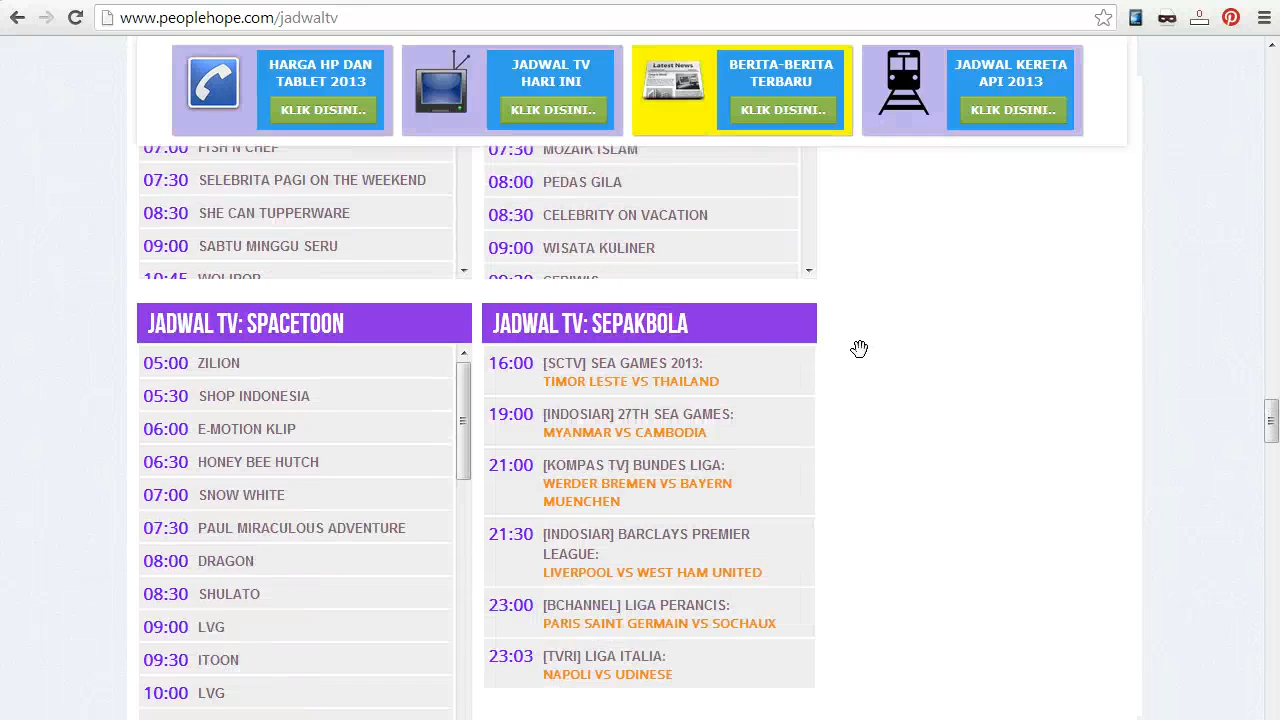 www.peoplehope.com/jadwaltv
0
HARGA HP DAN
TABLET 2013
KLIK DISINI..
JADWAL TV
HARI INI
KLIK DISINI..
Latest News
BERITA-BERITA
TERBARU
KLIK DISINI..
JADWAL KERETA
API 2013
KLIK DISINI..
07:00 FISH N CHEF
07:30 SELEBRITA PAGI ON THE WEEKEND
08:30 SHE CAN TUPPERWARE
09:00 SABTU MINGGU SERU
10:45 WOLIPOP
07:30 MOZAIK ISLAM
08:00 PEDAS GILA
08:30 CELEBRITY ON VACATION
09:00 WISATA KULINER
09:30 CERIWIS
JADWAL TV: SPACETOON
05:00 ZILION
05:30 SHOP INDONESIA
06:00 E-MOTION KLIP
06:30 HONEY BEE HUTCH
07:00 SNOW WHITE
07:30 PAUL MIRACULOUS ADVENTURE
08:00 DRAGON
08:30 SHULATO
09:00 LVG
09:30 ITOON
10:00 LVG
JADWAL TV: SEPAKBOLA
16:00 [SCTV] SEA GAMES 2013:
TIMOR LESTE VS THAILAND
19:00 [INDOSIAR] 27TH SEA GAMES:
MYANMAR VS CAMBODIA
21:00 [KOMPAS TV] BUNDES LIGA:
WERDER BREMEN VS BAYERN
MUENCHEN
21:30 [INDOSIAR] BARCLAYS PREMIER
LEAGUE:
LIVERPOOL VS WEST HAM UNITED
23:00 [BCHANNEL] LIGA PERANCIS:
PARIS SAINT GERMAIN VS SOCHAUX
23:03 [TVRI] LIGA ITALIA:
NAPOLI VS UDINESE